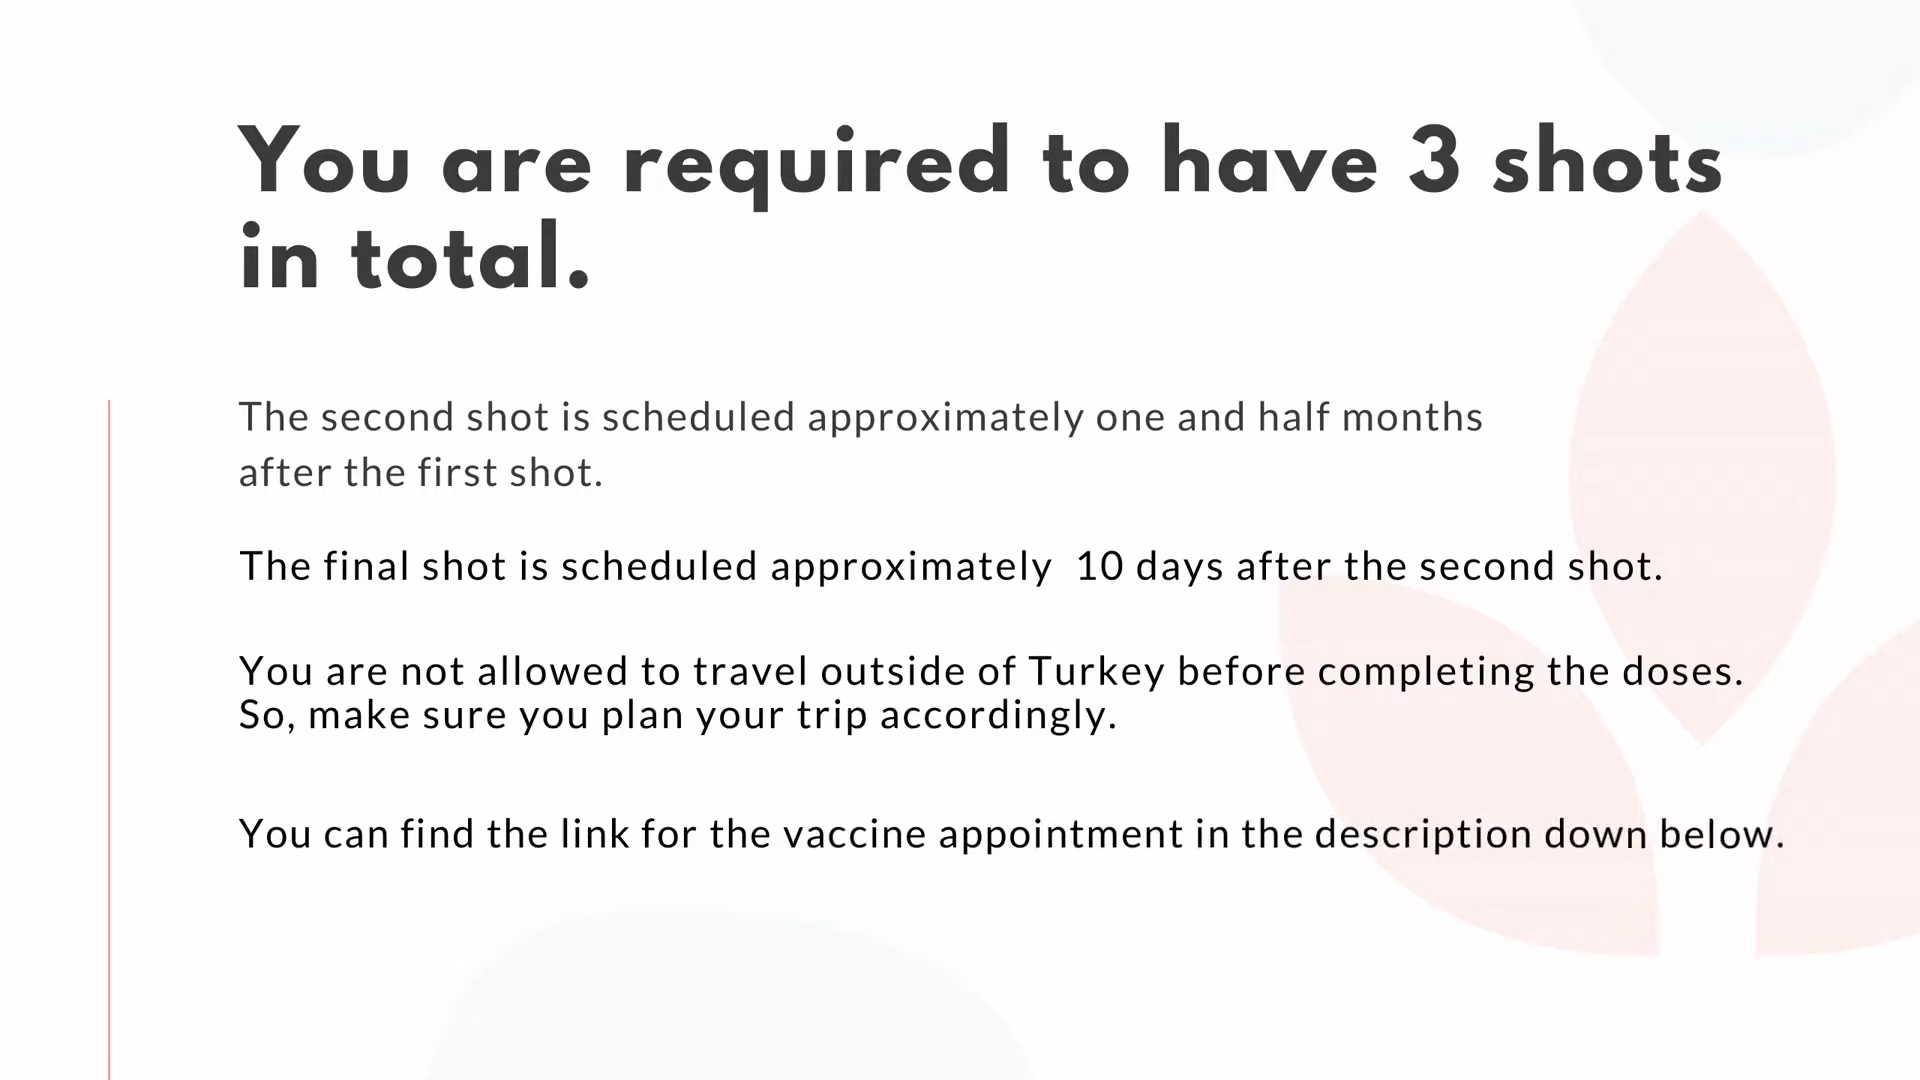 You are required to have 3 shots
in total.
The second shot is scheduled approximately one and half months
after the first shot.
The final shot is scheduled approximately  10 days after the second shot.
You are not allowed to travel outside of Turkey before completing the doses.
So, make sure you plan your trip accordingly.
You can find the link for the vaccine appointment in the description down below.